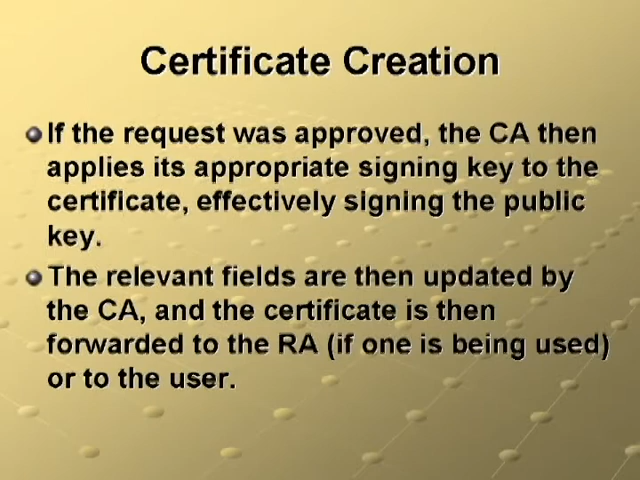 Certificate Creation
If the request was approved, the CA then
applies its appropriate signing key to the
certificate, effectively signing the public
key.
The relevant fields are then updated by
the CA, and the certificate is then
forwarded to the RA (if one is being used)
or to the user.